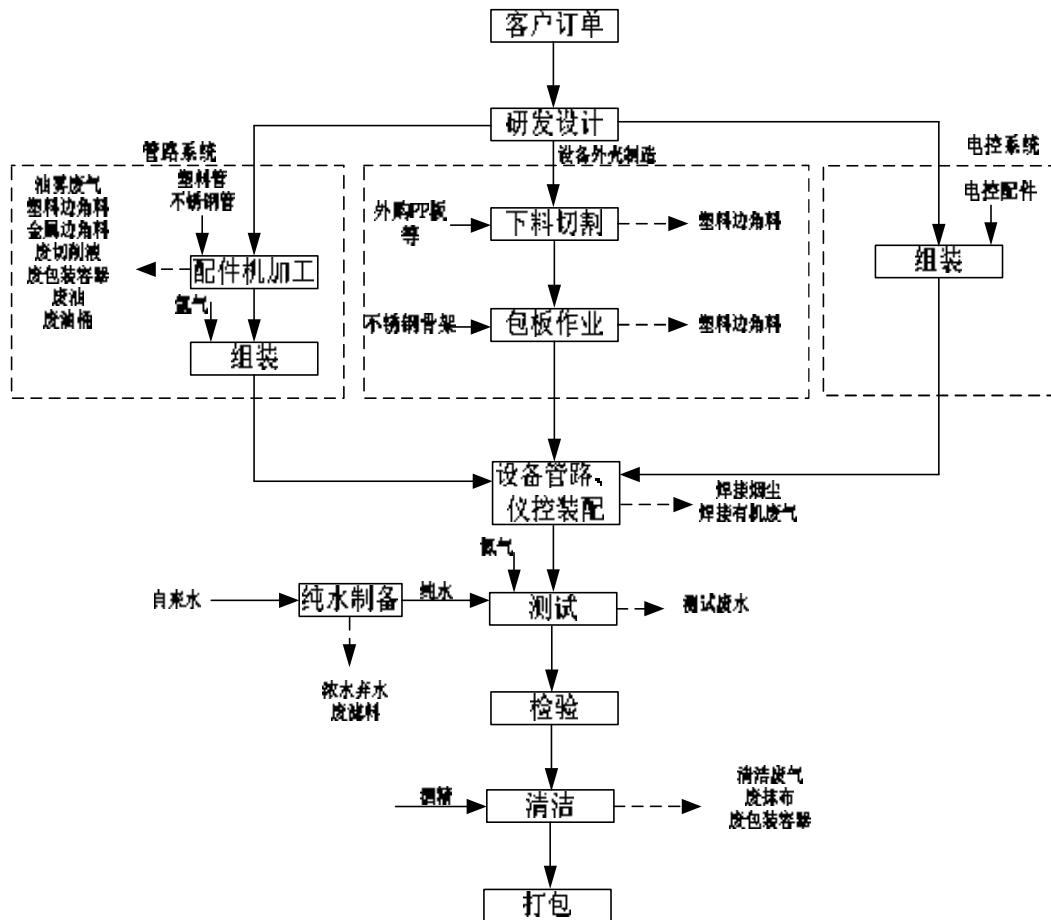 客户订单
研发设计
设备外壳制造
管路系统
电控系统
油雾废气
塑料边角料
金属边角料
废切削液
废包装容器
废油
废油桶
塑料管
不锈钢管
配件机加工
氩气
组装
外购PP板
等
下料切割
塑料边角料
不锈钢骨架
包板作业
塑料边角料
电控配件
组装
设备管路、
仪控装配
焊接烟尘
焊接有机废气
氮气
自来水
纯水制备
纯水
测试
测试废水
浓水弃水
废滤料
检验
酒精
清洁
清洁废气
废抹布
废包装容器
打包